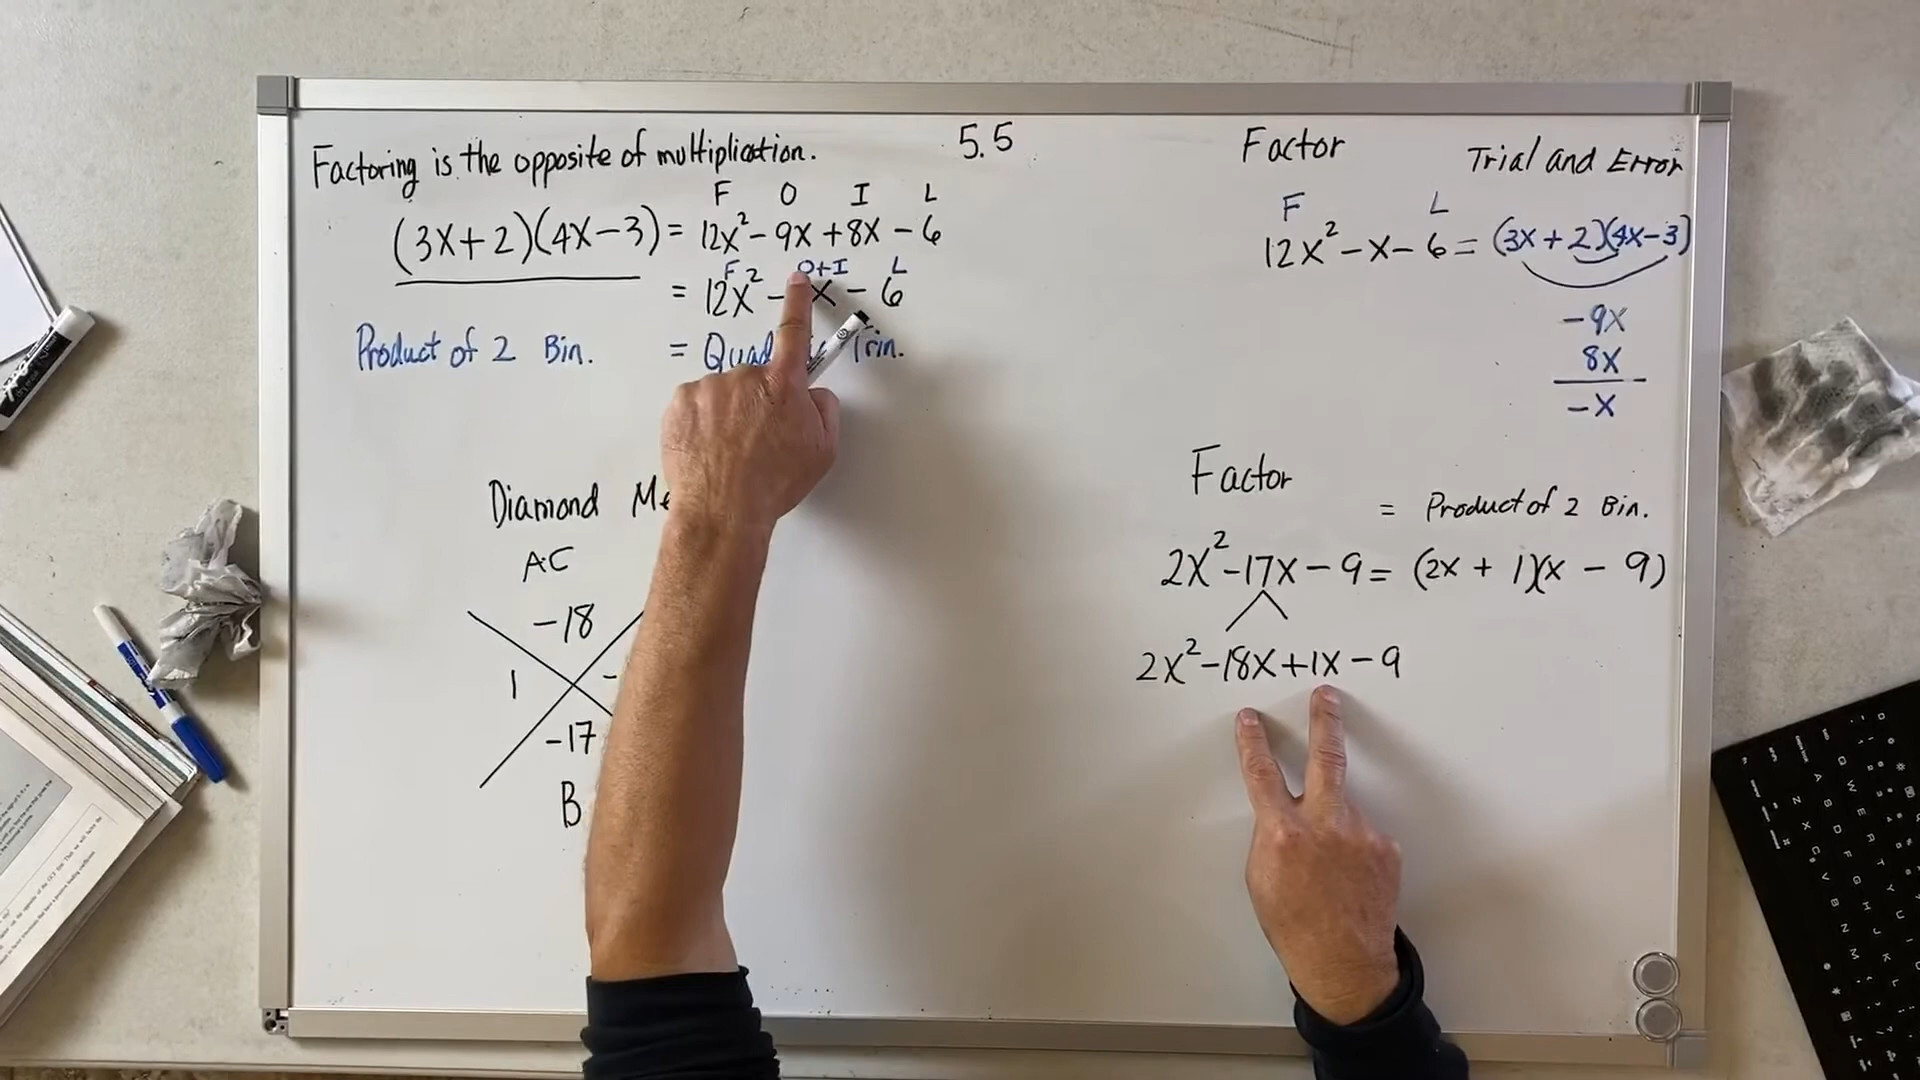 Factoring is the opposite of multiplication.
5.5
F O I L
(3x+2)(4x-3) = 12x² - 9x + 8x - 6
F O+I L
= 12x² - x - 6
Product of 2 Bin. = Trin.
Diamond
AC
-18
1 -
-17
B
Factor Trial and Error
F L
12x² - x - 6 = (3x + 2)(4x - 3)
-9x
8x
-x
Factor
= Product of 2 Bin.
2x² - 17x - 9 = (2x + 1)(x - 9)
2x² - 18x + 1x - 9